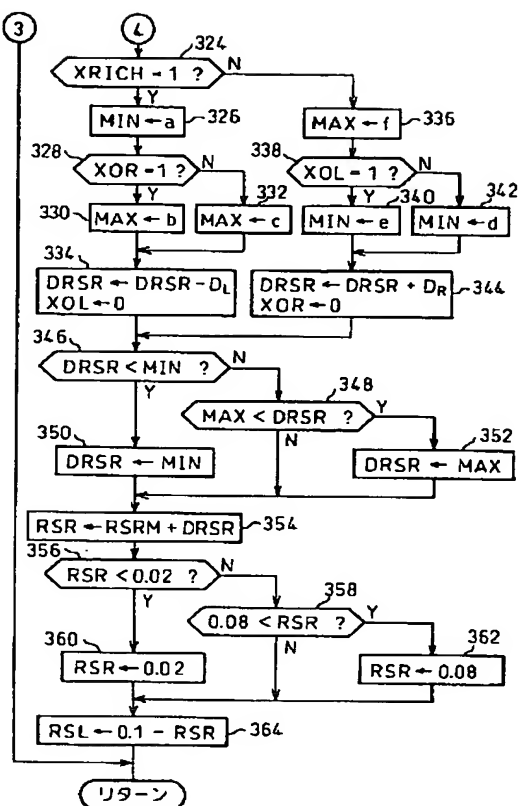 3
4
324
XRICH=1 ?
N
Y
MIN←a
326
MAX←f
336
328
XOR=1 ?
N
338
XOL=1 ?
N
Y
332
Y
340
342
330
MAX←b
MAX←c
MIN←e
MIN←d
334
DRSR←DRSR-DL
XOL←0
DRSR←DRSR+DR
XOR←0
344
346
DRSR<MIN ?
N
Y
348
MAX<DRSR ?
Y
N
350
DRSR←MIN
352
DRSR←MAX
RSR←RSRM+DRSR
354
356
RSR<0.02 ?
N
Y
358
0.08<RSR ?
Y
N
360
RSR←0.02
362
RSR←0.08
RSL←0.1-RSR
364
リターン